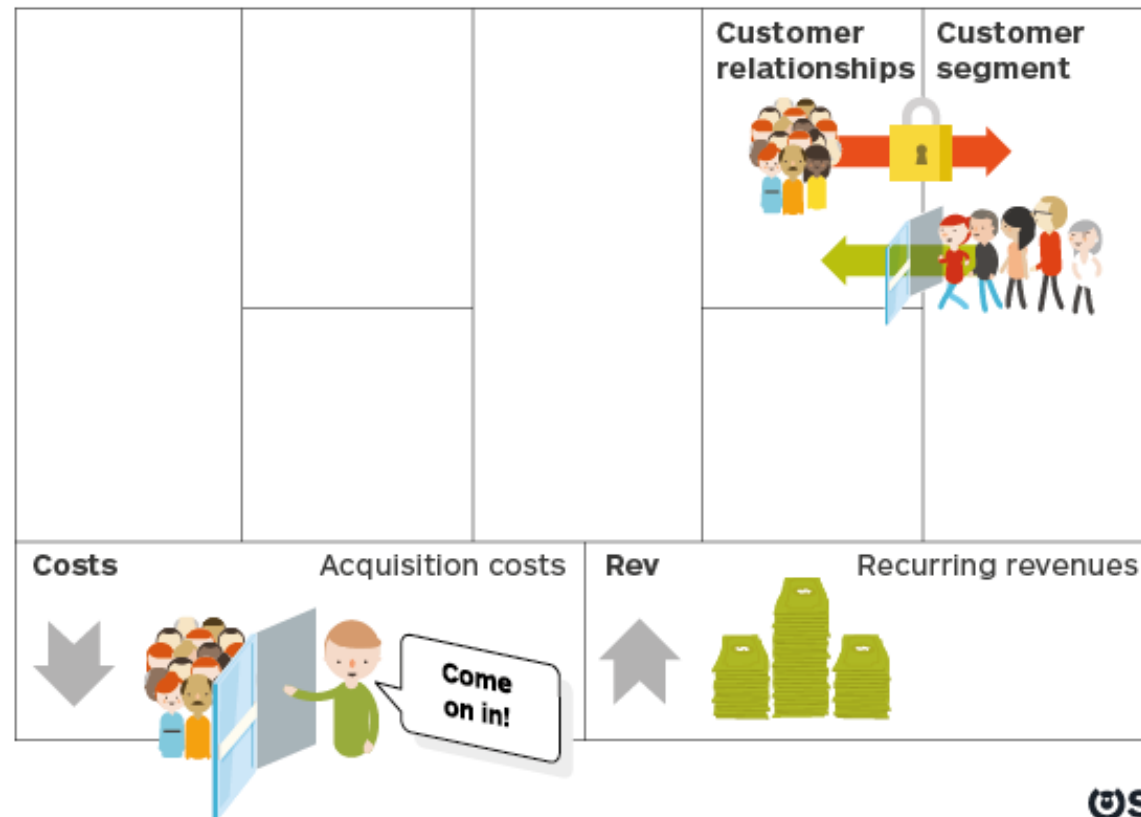 Customer
relationships
Customer
segment
Costs
Acquisition costs
Rev
Recurring revenues
Come
on in!